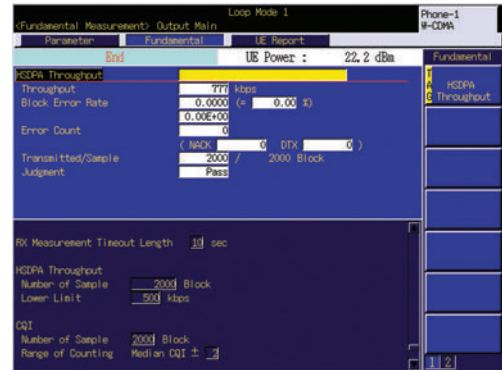 Loop Mode 1
Phone-1
<Fundamental Measurement> Output Main
W-CDMA
Parameter Fundamental UE Report
End UE Power : 22.2 dBm Fundamental
HSDPA Throughput
Throughput 777 kbps
Block Error Rate 0.0000 (= 0.00 %)
0.00E+00
Error Count 0
( NACK 0 DTX 0 )
Transmitted/Sample 2000 / 2000 Block
Judgment Pass
TAG
HSDPA
Throughput
RX Measurement Timeout Length 10 sec
HSDPA Throughput
Number of Sample 2000 Block
Lower Limit 500 kbps
CQI
Number of Sample 2000 Block
Range of Counting Median CQI ± 2
1 2